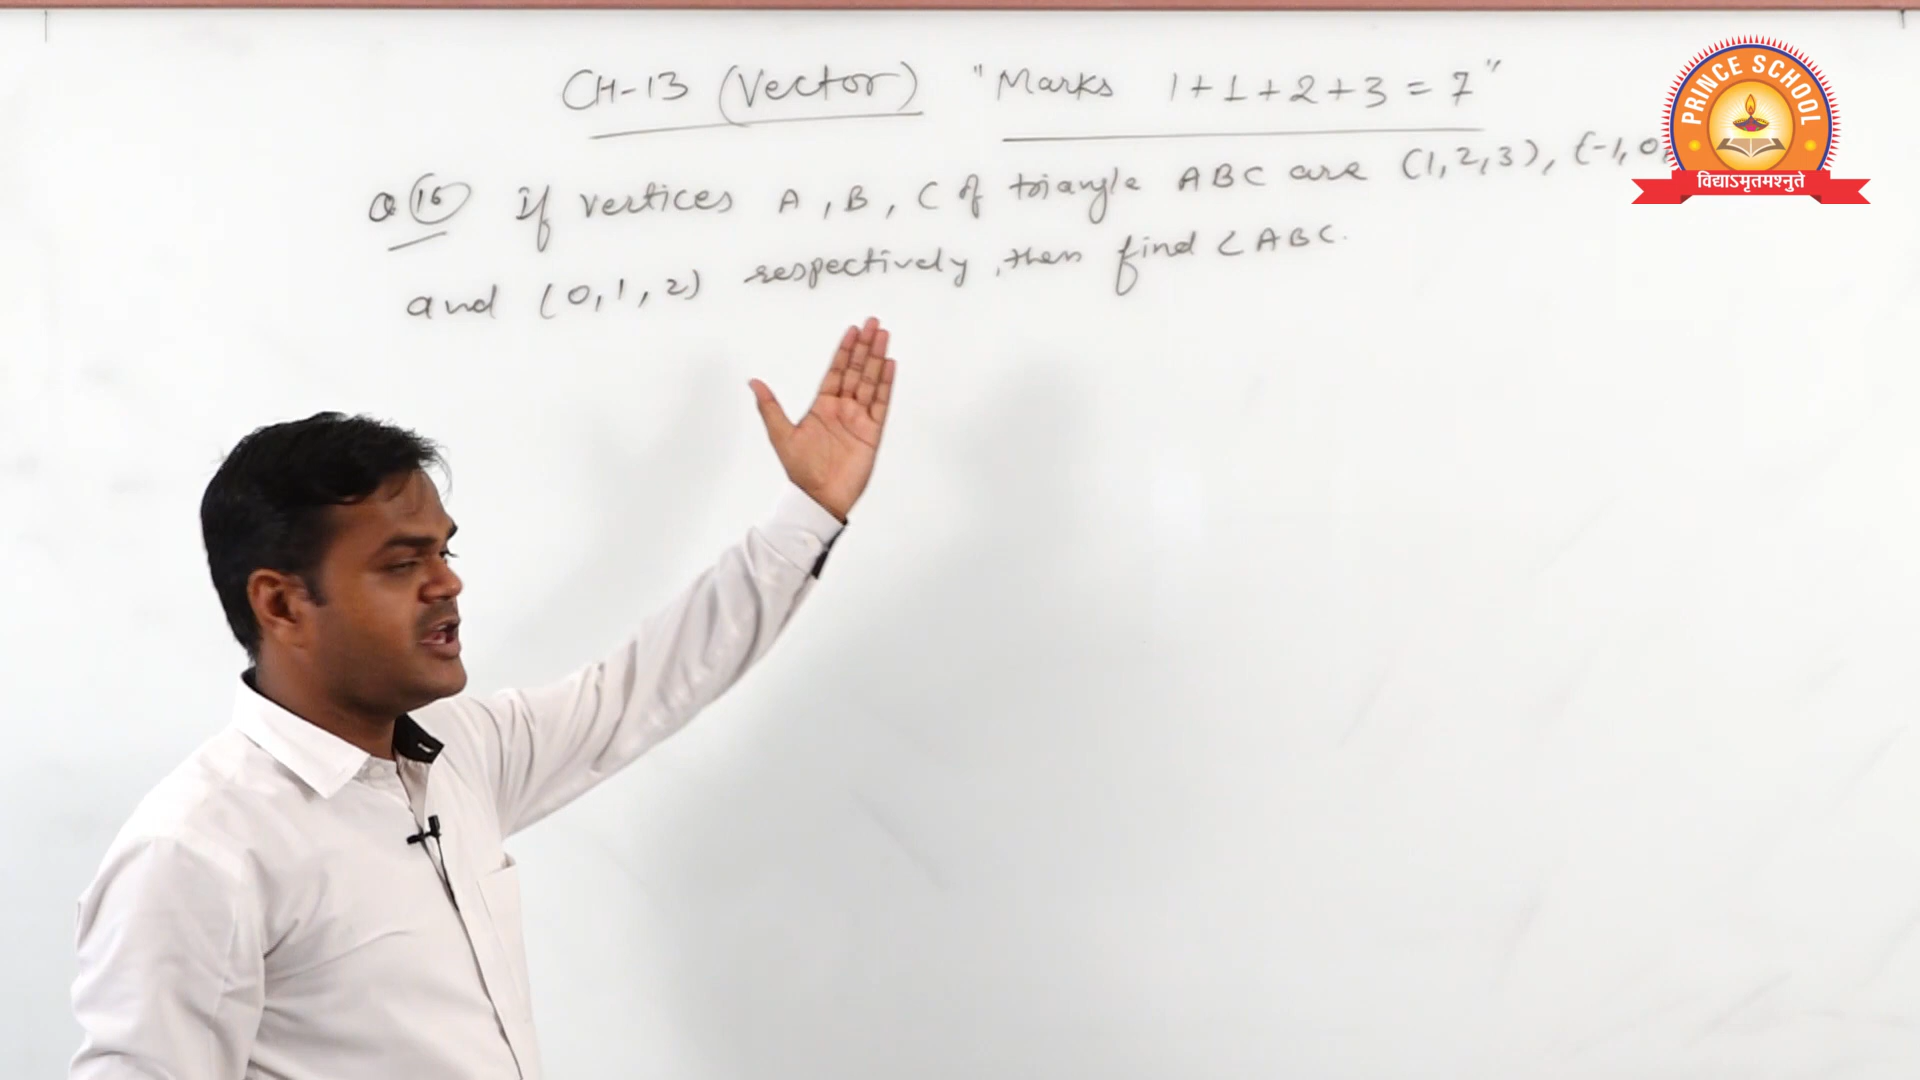 CH-13 (Vector) "Marks 1+1+2+3=7"
Q 16 If vertices A, B, C of triangle ABC are (1,2,3), (-1,0,
and (0,1,2) respectively, then find ∠ABC.
PRINCE SCHOOL
विद्याऽमृतमश्नुते